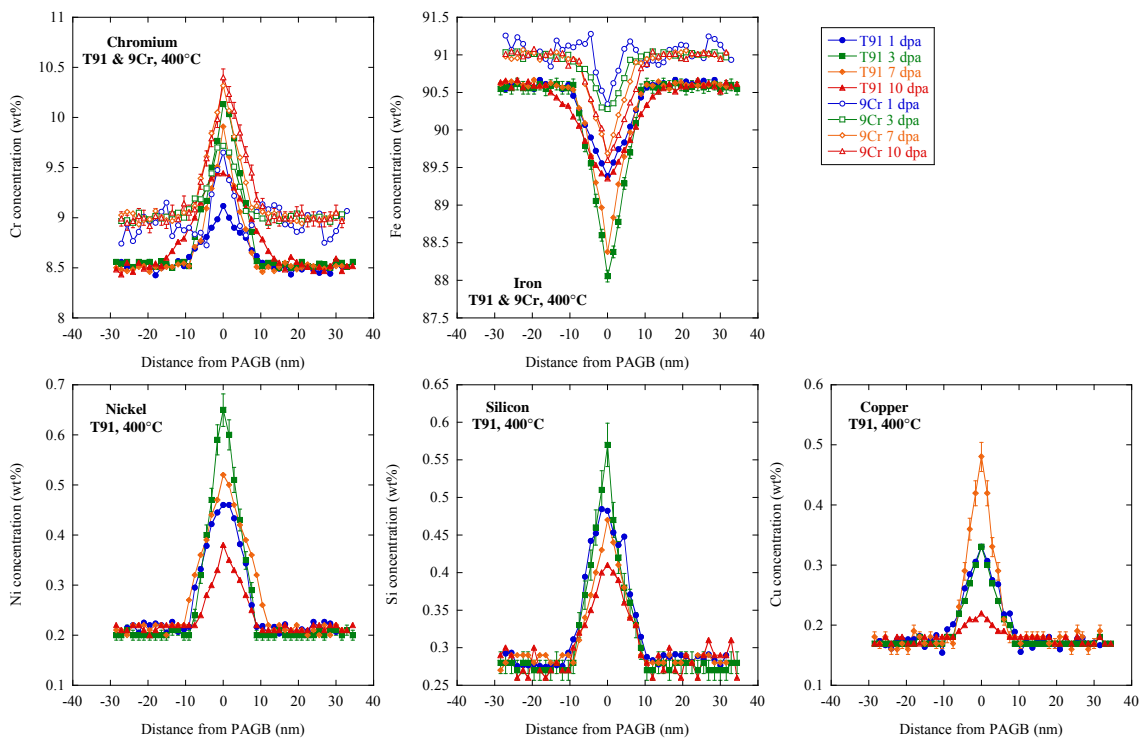 11
10.5
10
9.5
9
8.5
8
Cr concentration (wt%)
Chromium
T91 & 9Cr, 400°C
-40 -30 -20 -10 0 10 20 30 40
Distance from PAGB (nm)
91.5
91
90.5
90
89.5
89
88.5
88
87.5
Fe concentration (wt%)
Iron
T91 & 9Cr, 400°C
-40 -30 -20 -10 0 10 20 30 40
Distance from PAGB (nm)
T91 1 dpa
T91 3 dpa
T91 7 dpa
T91 10 dpa
9Cr 1 dpa
9Cr 3 dpa
9Cr 7 dpa
9Cr 10 dpa
0.7
0.6
0.5
0.4
0.3
0.2
0.1
Ni concentration (wt%)
Nickel
T91, 400°C
-40 -30 -20 -10 0 10 20 30 40
Distance from PAGB (nm)
0.65
0.6
0.55
0.5
0.45
0.4
0.35
0.3
0.25
Si concentration (wt%)
Silicon
T91, 400°C
-40 -30 -20 -10 0 10 20 30 40
Distance from PAGB (nm)
0.6
0.5
0.4
0.3
0.2
0.1
Cu concentration (wt%)
Copper
T91, 400°C
-40 -30 -20 -10 0 10 20 30 40
Distance from PAGB (nm)